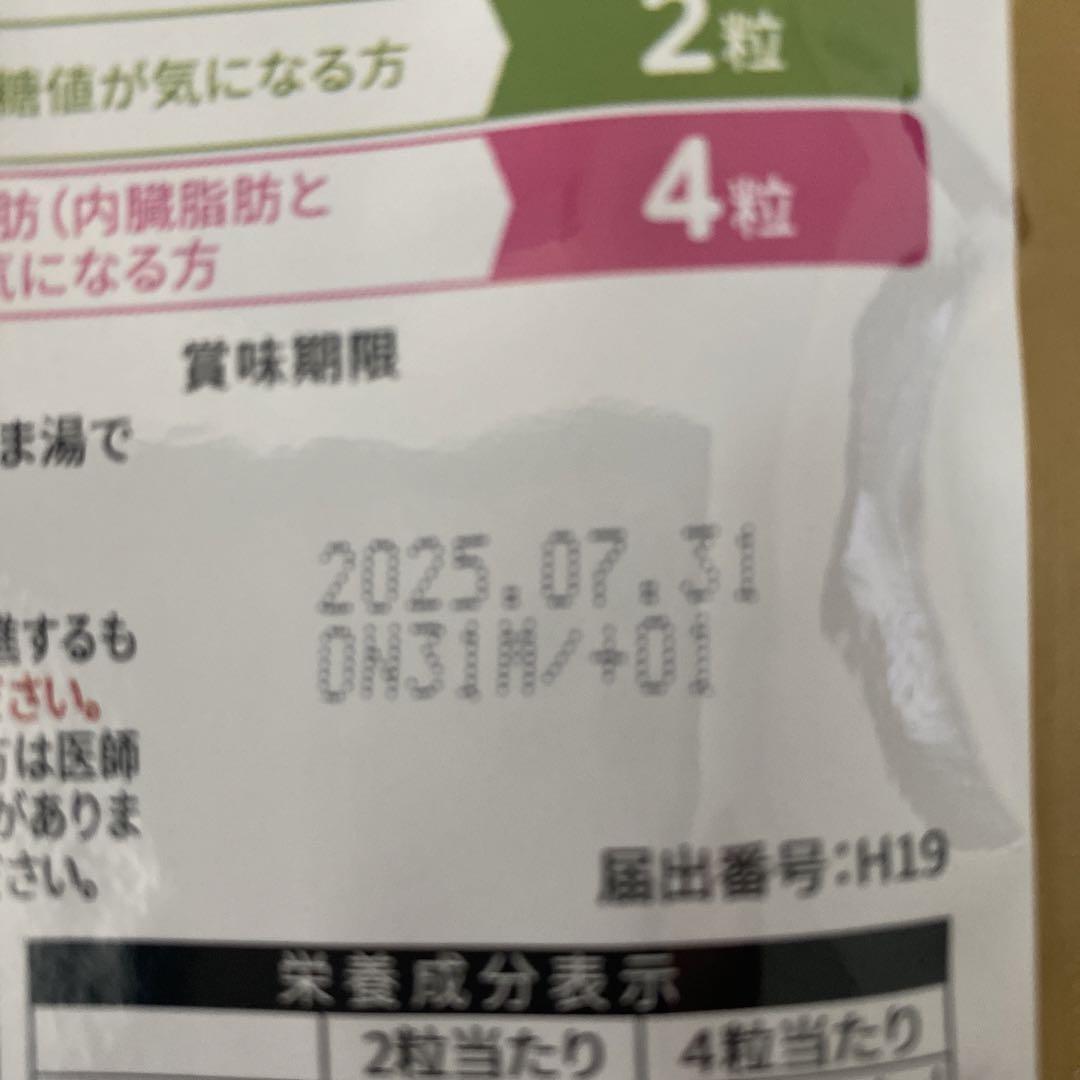 糖値が気になる方
2粒
肪(内臓脂肪と
気になる方
4粒
賞味期限
ま湯で
2025.07.31
0N31M/+01
進するも
ださい。
方は医師
がありま
ださい。
届出番号:H19
栄養成分表示
2粒当たり
4粒当たり